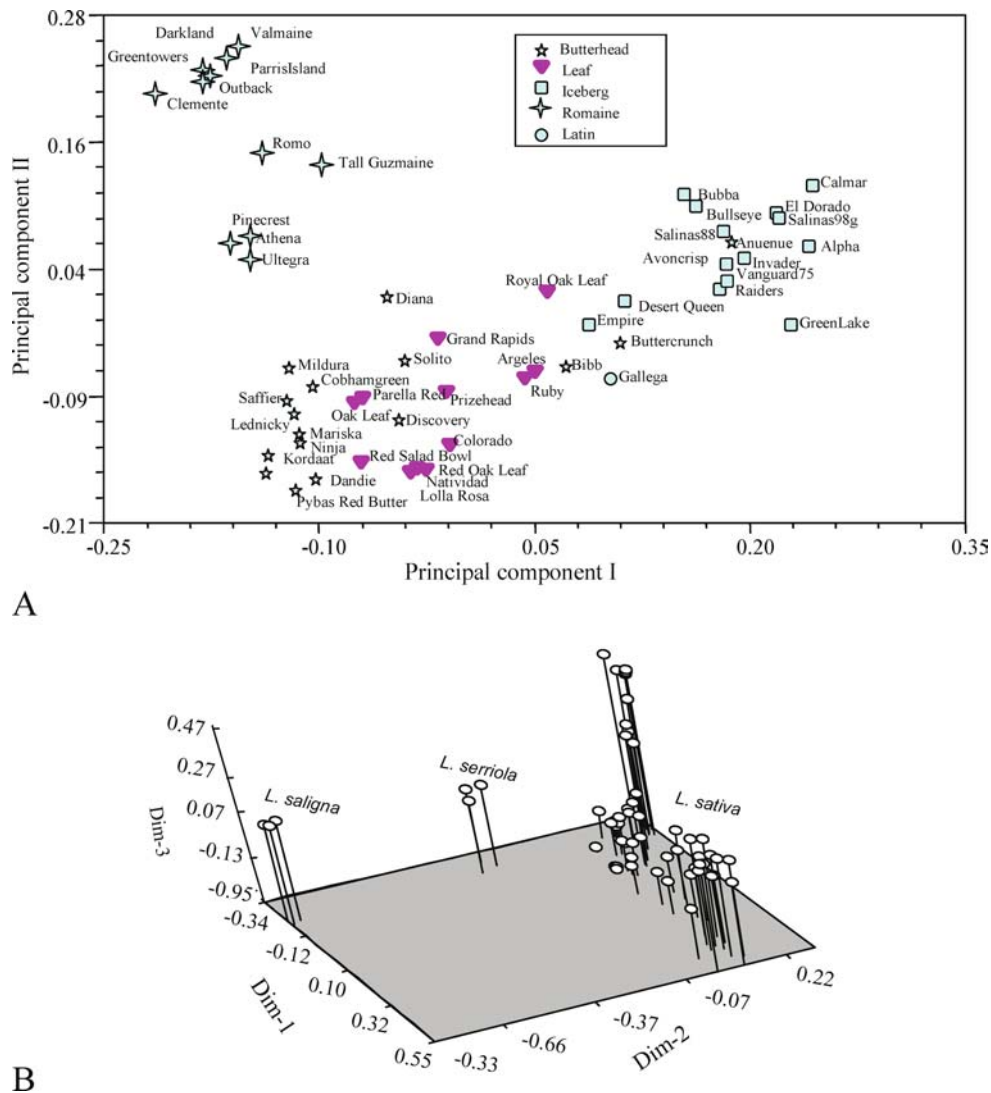 0.28
Darkland
Valmaine
Greentowers
ParrisIsland
Outback
Clemente
Butterhead
Leaf
Iceberg
Romaine
Latin
0.16
Romo
Tall Guzmaine
Calmar
Bubba
El Dorado
Bullseye
Salinas98g
Pinecrest
Salinas88
Athena
Anuenue
Alpha
Ultegra
Avoncrisp
Invader
0.04
Vanguard75
Royal Oak Leaf
Raiders
Diana
Desert Queen
Empire
GreenLake
Grand Rapids
Buttercrunch
Solito
Argeles
Mildura
Bibb
Cobhamgreen
Gallega
Saffier
Parella Red
Prizehead
Ruby
-0.09
Oak Leaf
Lednicky
Discovery
Mariska
Colorado
Ninja
Kordaat
Red Salad Bowl
Red Oak Leaf
Dandie
Natividad
Pybas Red Butter
Lolla Rosa
-0.21
-0.25
-0.10
0.05
0.20
0.35
Principal component I
Principal component II
A
0.47
0.27
0.07
-0.13
-0.95
Dim-3
L. saligna
L. serriola
L. sativa
-0.34
-0.12
0.10
0.32
0.55
Dim-1
-0.33
-0.66
-0.37
-0.07
0.22
Dim-2
B